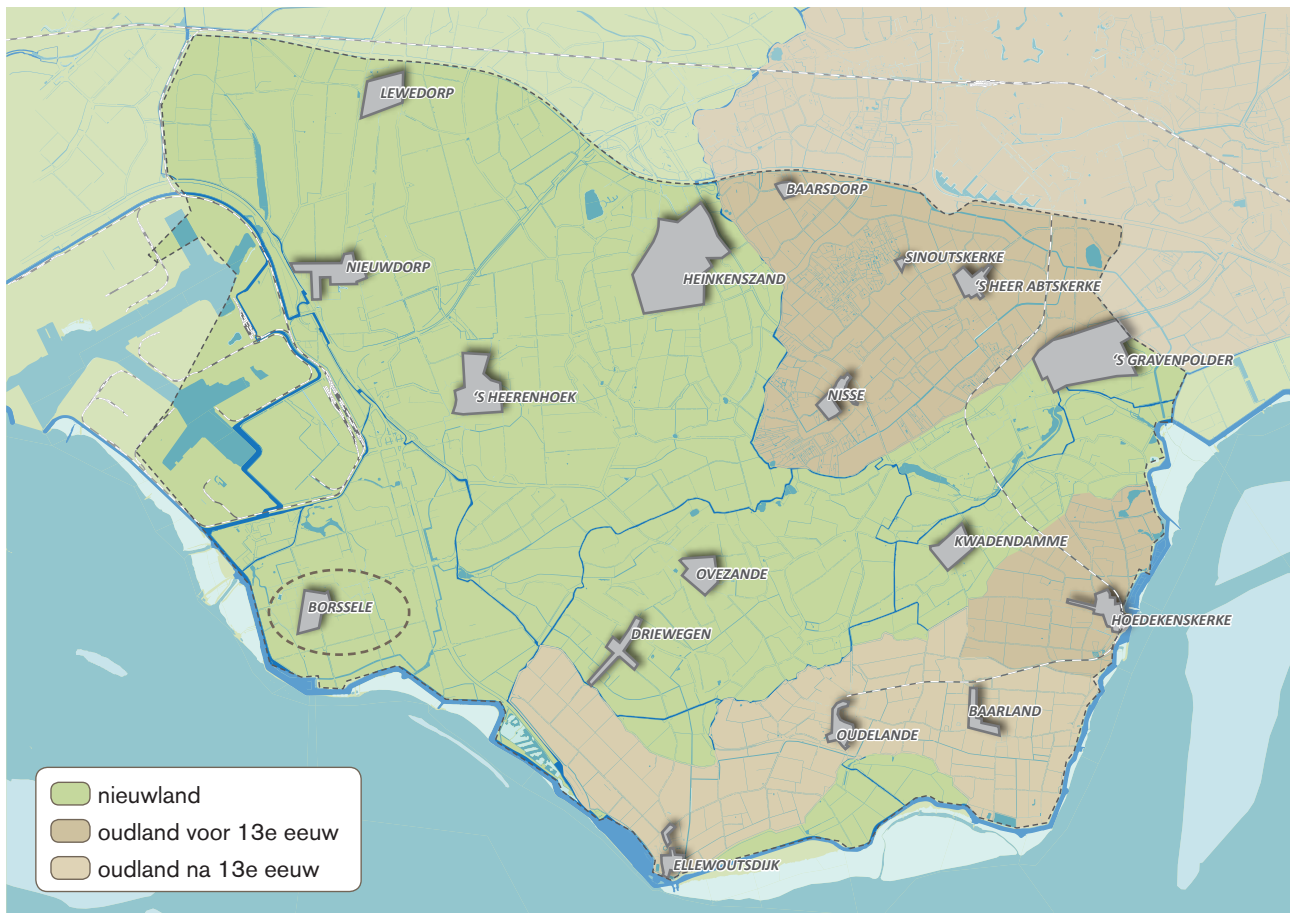 LEWEDORP
BAARSDORP
SINOUTSKERKE
NIEUWDORP
HEINKENSZAND
'S HEER ABTSKERKE
'S GRAVENPOLDER
'S HEERENHOEK
NISSE
KWADENDAMME
OVEZANDE
BORSSELE
HOEDEKENSKERKE
DRIEWEGEN
BAARLAND
OUDELANDE
ELLEWOUTSDIJK
nieuwland
oudland voor 13e eeuw
oudland na 13e eeuw